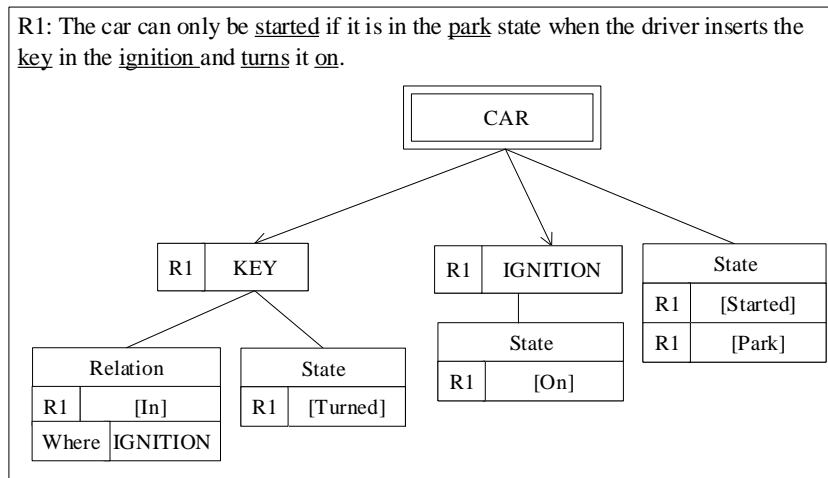 R1: The car can only be started if it is in the park state when the driver inserts the
key in the ignition and turns it on.
CAR
R1 KEY
R1 IGNITION
State
R1 [Started]
R1 [Park]
Relation
R1 [In]
Where IGNITION
State
R1 [Turned]
State
R1 [On]